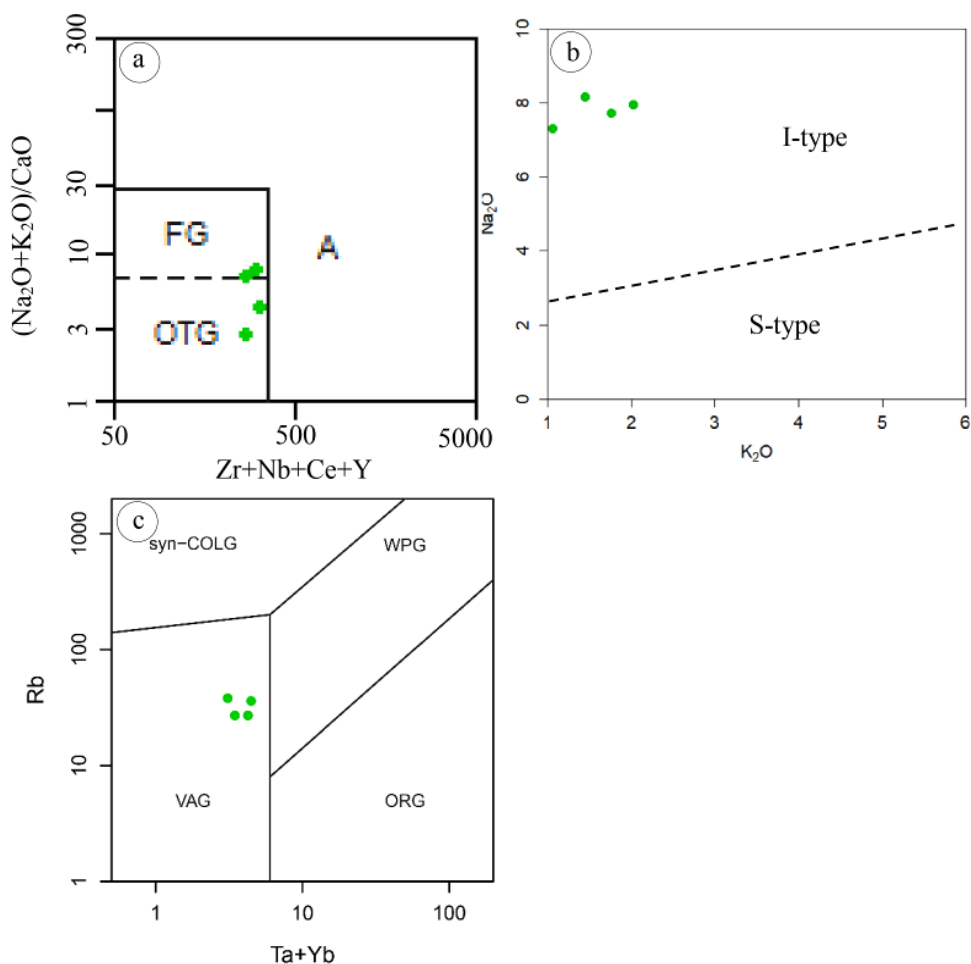 a
300
30
10
3
1
(Na₂O+K₂O)/CaO
FG
A
OTG
50
500
5000
Zr+Nb+Ce+Y
b
10
8
6
4
2
0
Na₂O
I-type
S-type
1
2
3
4
5
6
K₂O
c
1000
100
10
1
Rb
syn−COLG
WPG
VAG
ORG
1
10
100
Ta+Yb